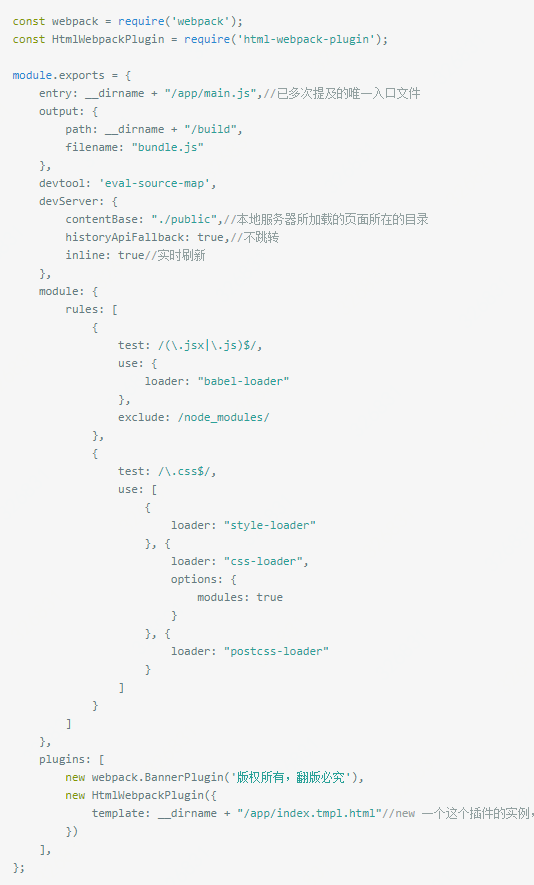 const webpack = require('webpack');
const HtmlWebpackPlugin = require('html-webpack-plugin');

module.exports = {
    entry: __dirname + "/app/main.js",//已多次提及的唯一入口文件
    output: {
        path: __dirname + "/build",
        filename: "bundle.js"
    },
    devtool: 'eval-source-map',
    devServer: {
        contentBase: "./public",//本地服务器所加载的页面所在的目录
        historyApiFallback: true,//不跳转
        inline: true//实时刷新
    },
    module: {
        rules: [
            {
                test: /(\.jsx|\.js)$/,
                use: {
                    loader: "babel-loader"
                },
                exclude: /node_modules/
            },
            {
                test: /\.css$/,
                use: [
                    {
                        loader: "style-loader"
                    }, {
                        loader: "css-loader",
                        options: {
                            modules: true
                        }
                    }, {
                        loader: "postcss-loader"
                    }
                ]
            }
        ]
    },
    plugins: [
        new webpack.BannerPlugin('版权所有，翻版必究'),
        new HtmlWebpackPlugin({
            template: __dirname + "/app/index.tmpl.html"//new 一个这个插件的实例，
        })
    ],
};